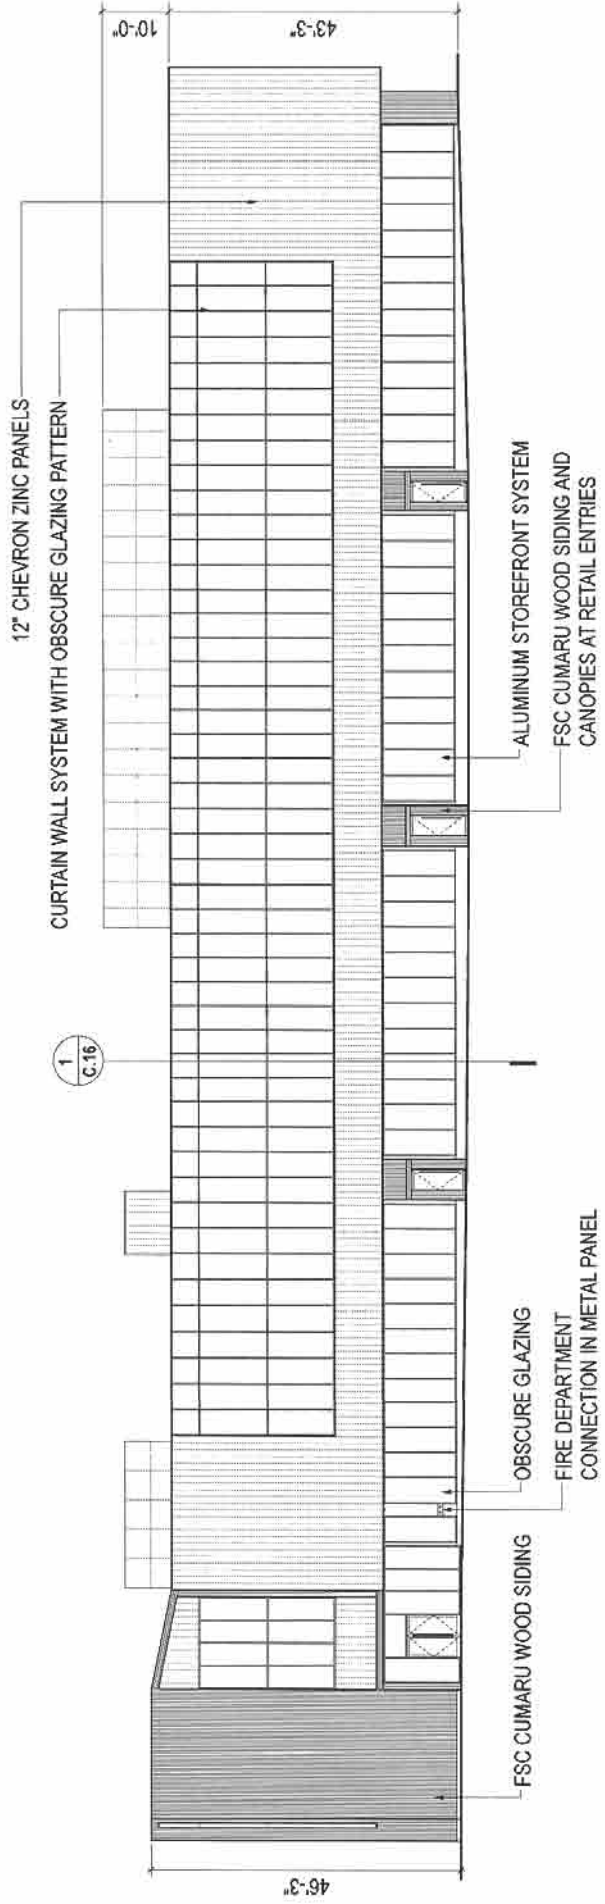 12" CHEVRON ZINC PANELS
CURTAIN WALL SYSTEM WITH OBSCURE GLAZING PATTERN
10'-0"
43'-3"
1
C.16
46'-3"
FSC CUMARU WOOD SIDING
OBSCURE GLAZING
FIRE DEPARTMENT
CONNECTION IN METAL PANEL
ALUMINUM STOREFRONT SYSTEM
FSC CUMARU WOOD SIDING AND
CANOPIES AT RETAIL ENTRIES